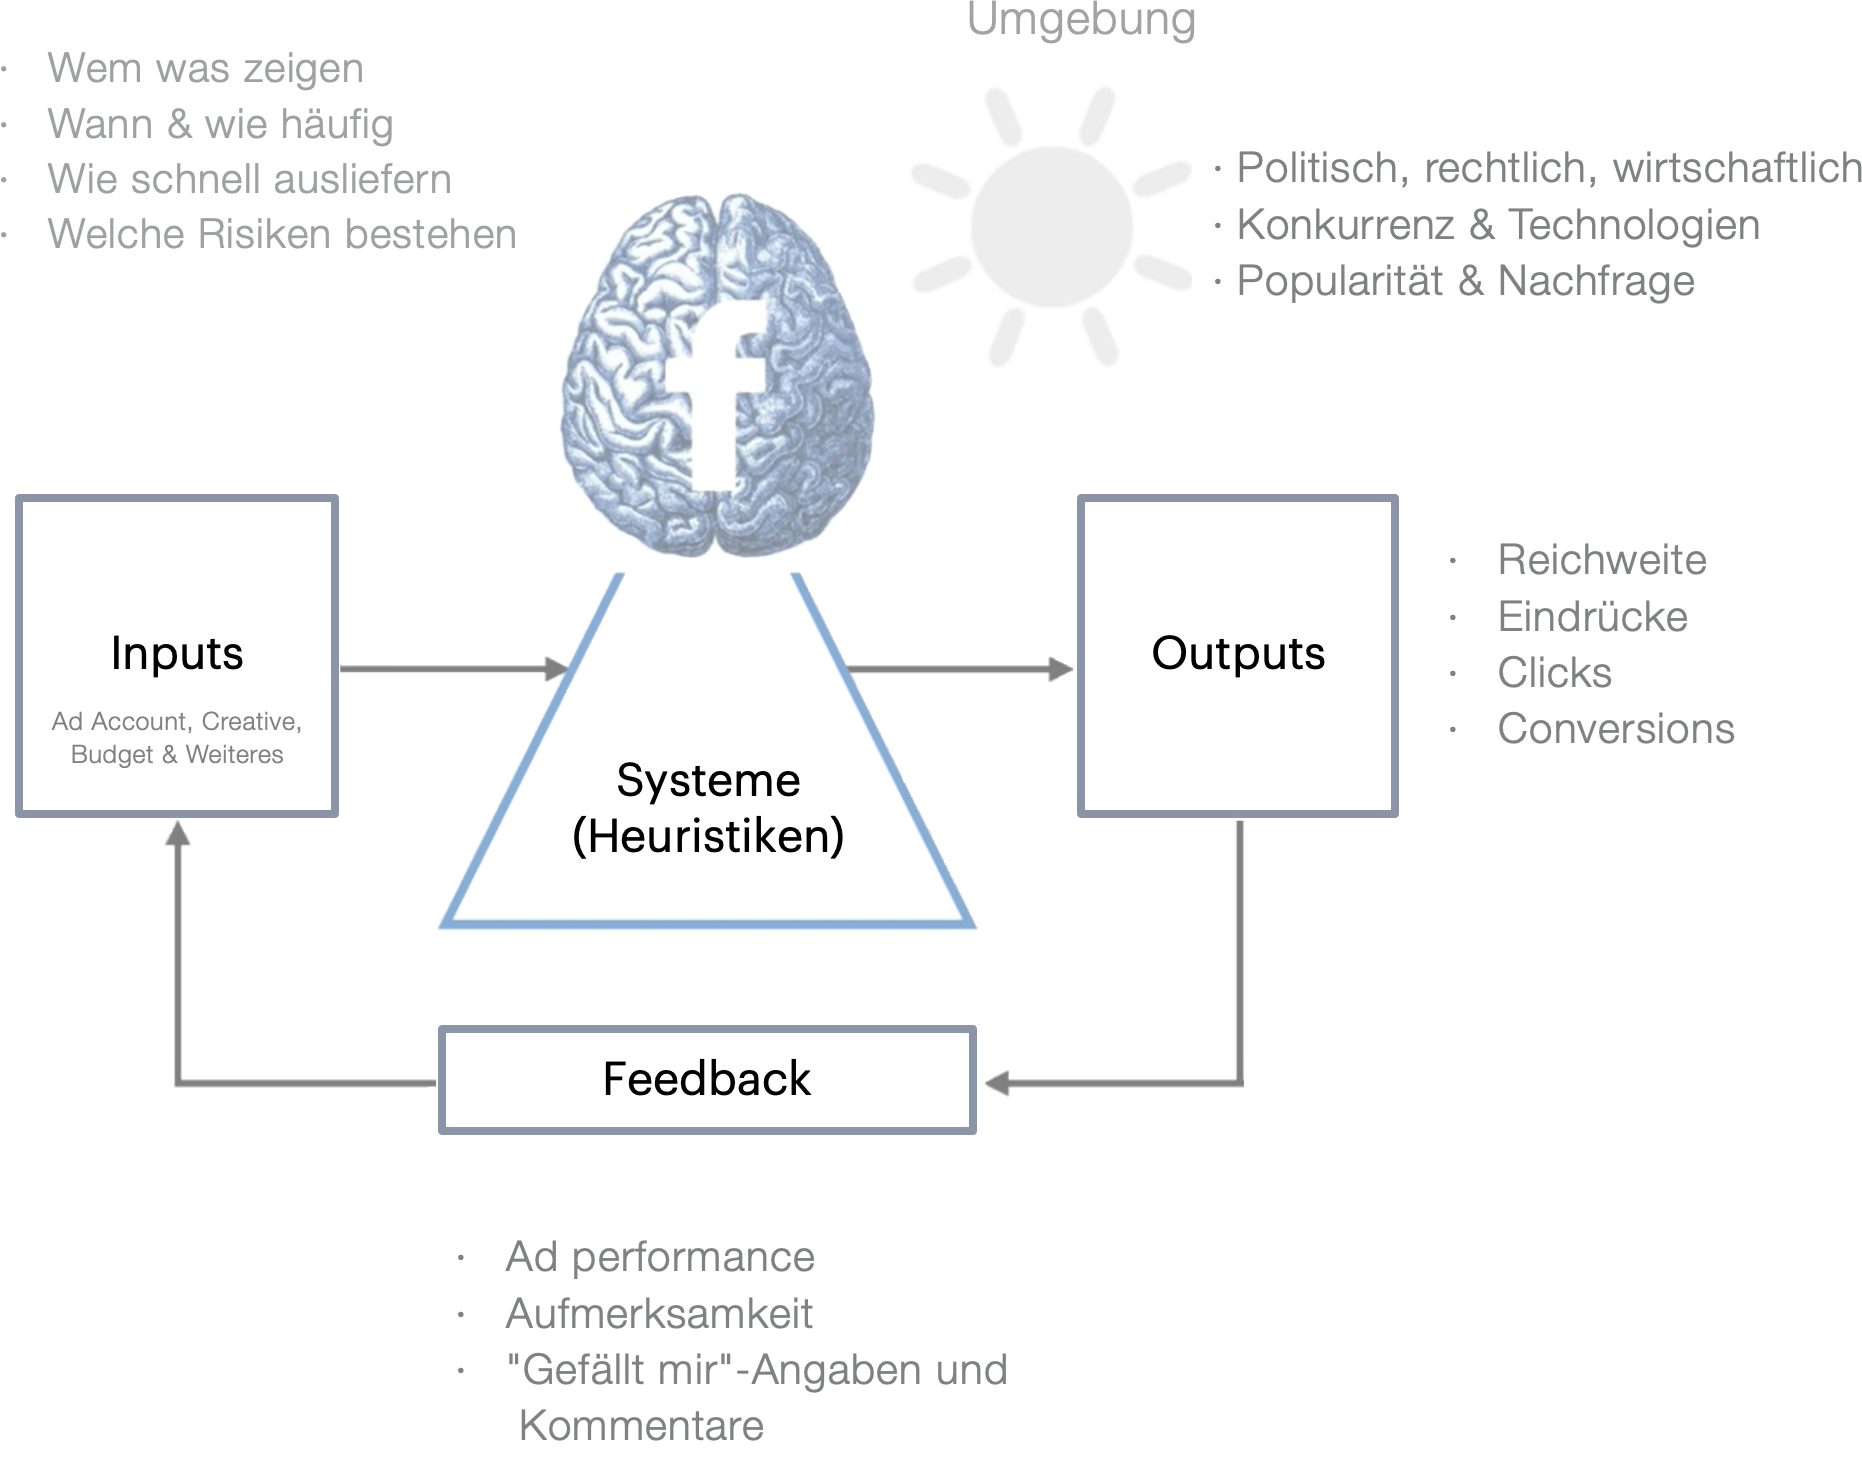 Umgebung
· Wem was zeigen
· Wann & wie häufig
· Wie schnell ausliefern
· Welche Risiken bestehen
· Politisch, rechtlich, wirtschaftlich
· Konkurrenz & Technologien
· Popularität & Nachfrage
f
Inputs
Ad Account, Creative,
Budget & Weiteres
Systeme
(Heuristiken)
Outputs
· Reichweite
· Eindrücke
· Clicks
· Conversions
Feedback
· Ad performance
· Aufmerksamkeit
· "Gefällt mir"-Angaben und
Kommentare